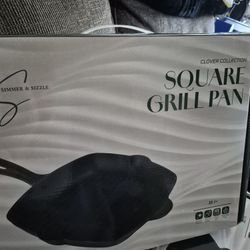 CLOVER COLLECTION
SQUARE
GRILL PAN
SIMMER & SIZZLE